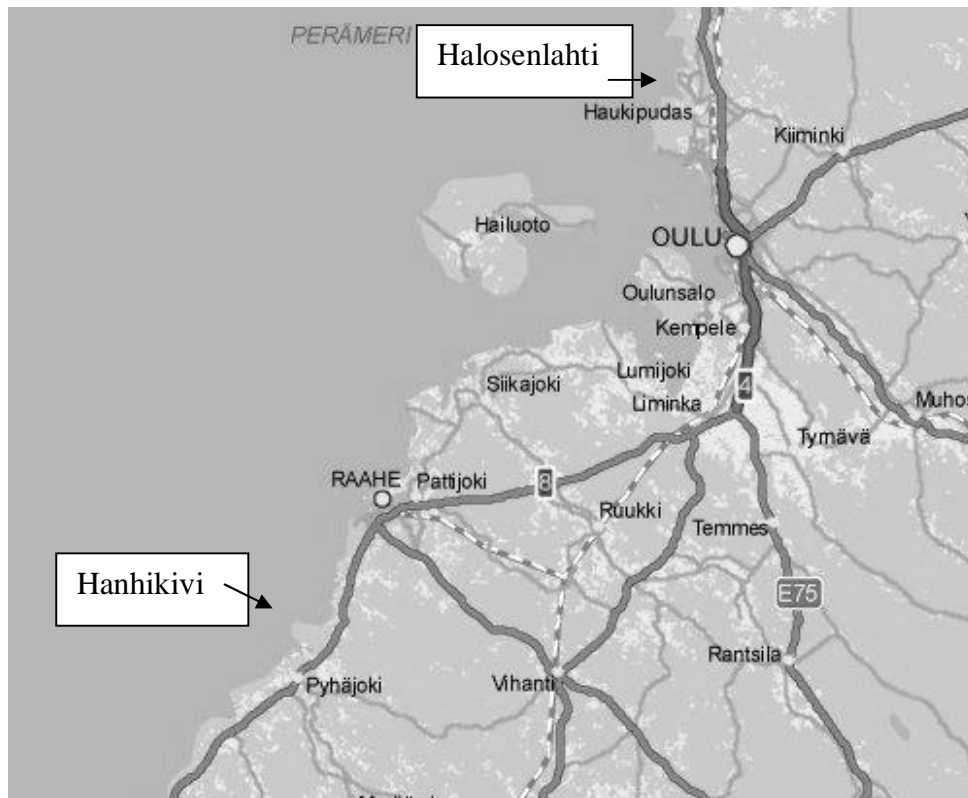 PERÄMERI
Halosenlahti
Haukipudas
Kiiminki
Hailuoto
OULU
Oulunsalo
Kempele
Lumijoki
Siikajoki
4
Liminka
Muhos
Tyrnävä
RAAHE
Pattijoki
8
Ruukki
Temmes
Hanhikivi
E75
Rantsila
Pyhäjoki
Vihanti